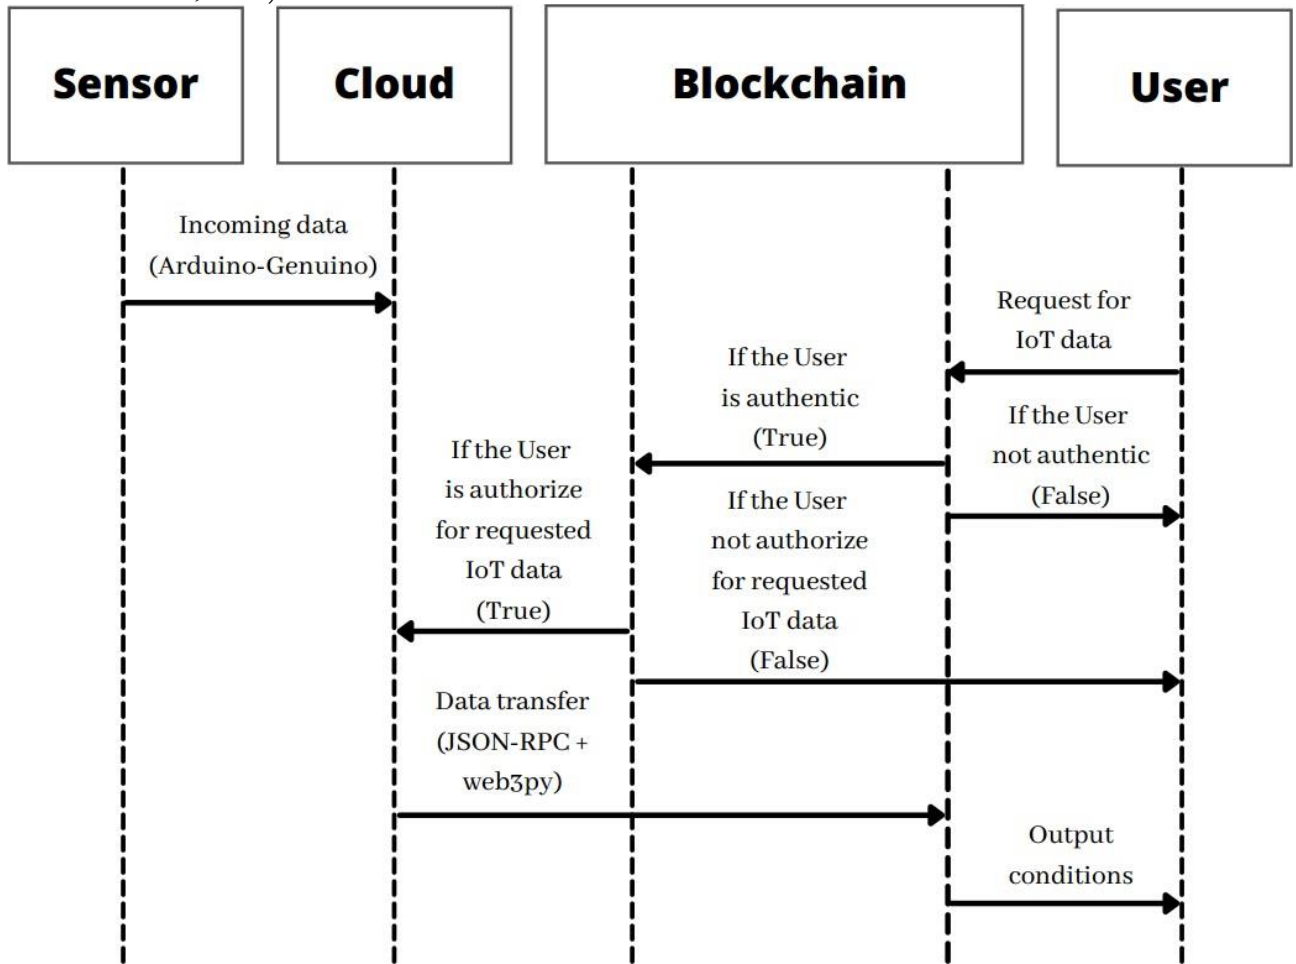 Sensor
Cloud
Blockchain
User
Incoming data
(Arduino-Genuino)
Request for
IoT data
If the User
is authentic
(True)
If the User
not authentic
(False)
If the User
is authorize
for requested
IoT data
(True)
If the User
not authorize
for requested
IoT data
(False)
Data transfer
(JSON-RPC +
web3py)
Output
conditions